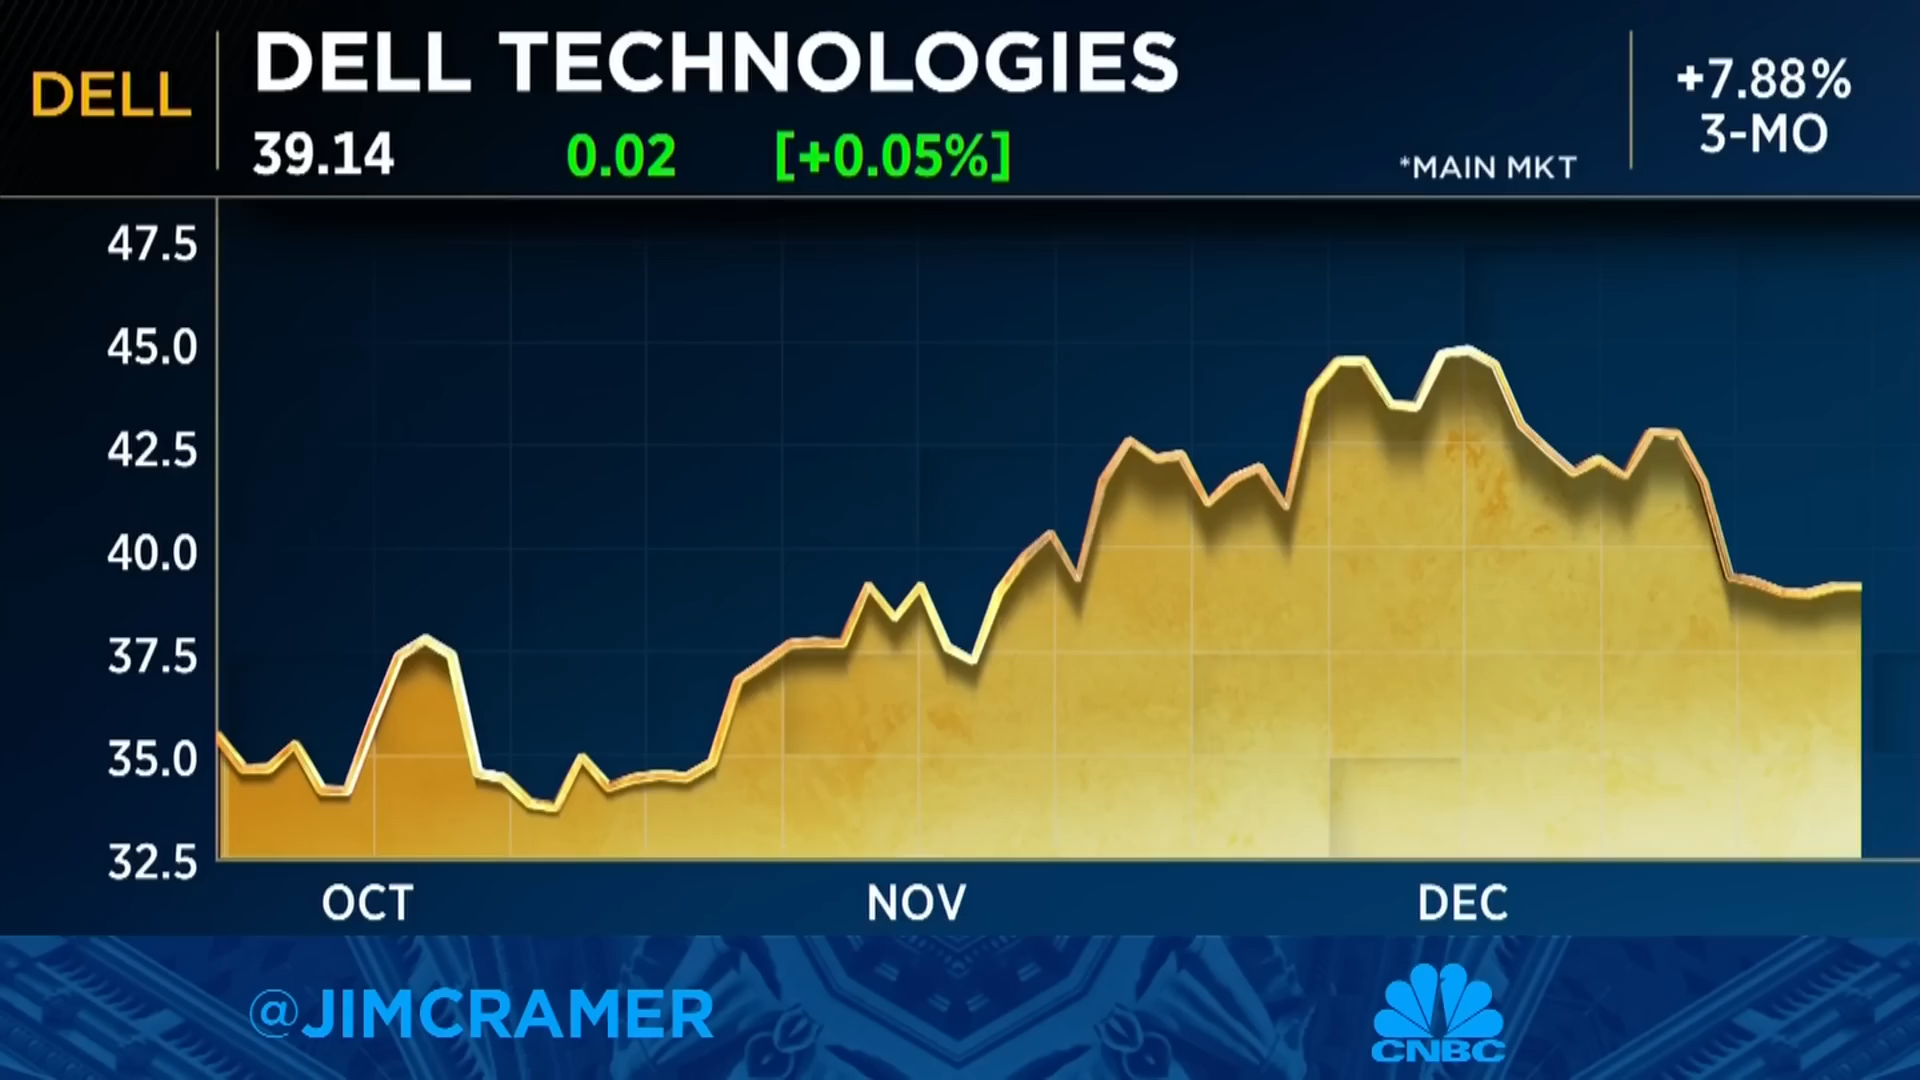 DELL
DELL TECHNOLOGIES
39.14 0.02 [+0.05%]
*MAIN MKT
+7.88%
3-MO
47.5
45.0
42.5
40.0
37.5
35.0
32.5
OCT NOV DEC
@JIMCRAMER
CNBC